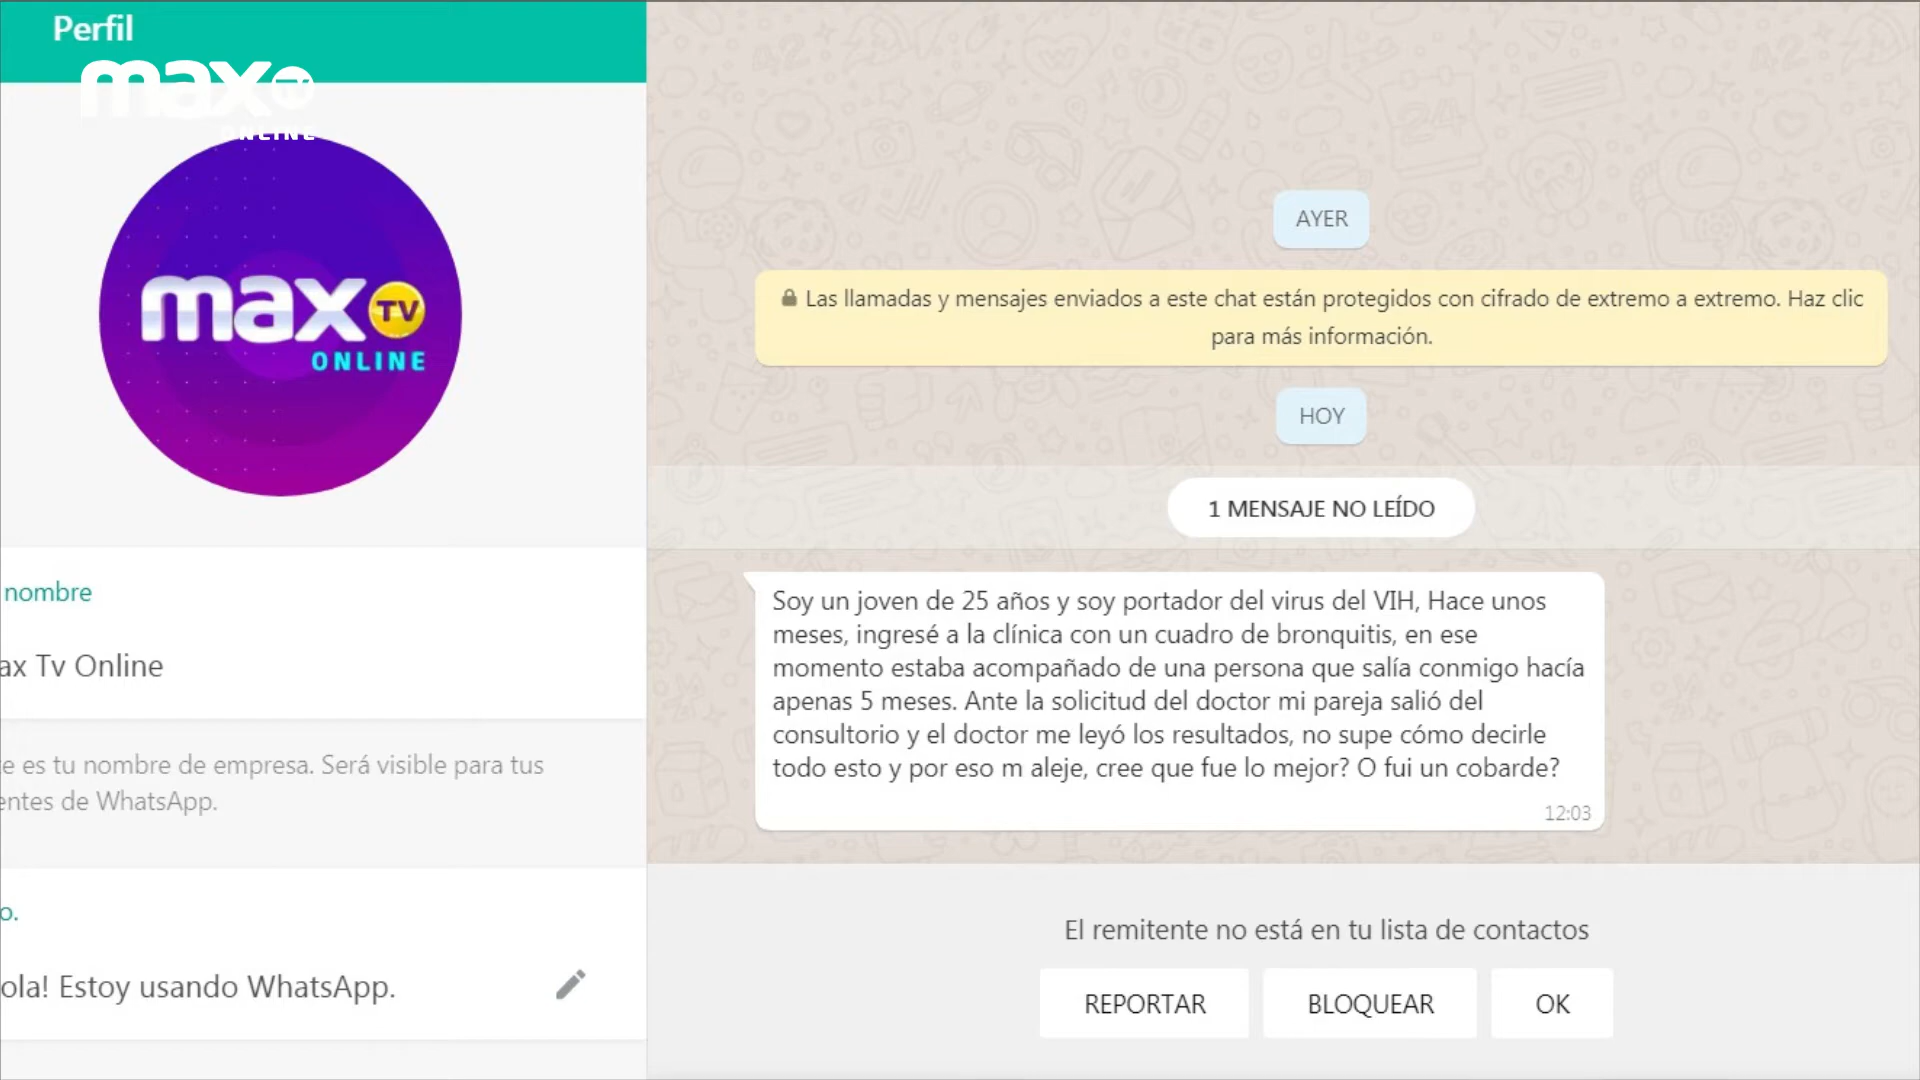 Perfil
max TV
ONLINE
max TV
ONLINE
nombre
ax Tv Online
e es tu nombre de empresa. Será visible para tus
entes de WhatsApp.
o.
ola! Estoy usando WhatsApp.
AYER
Las llamadas y mensajes enviados a este chat están protegidos con cifrado de extremo a extremo. Haz clic
para más información.
HOY
1 MENSAJE NO LEÍDO
Soy un joven de 25 años y soy portador del virus del VIH, Hace unos
meses, ingresé a la clínica con un cuadro de bronquitis, en ese
momento estaba acompañado de una persona que salía conmigo hacía
apenas 5 meses. Ante la solicitud del doctor mi pareja salió del
consultorio y el doctor me leyó los resultados, no supe cómo decirle
todo esto y por eso m aleje, cree que fue lo mejor? O fui un cobarde?
12:03
El remitente no está en tu lista de contactos
REPORTAR
BLOQUEAR
OK